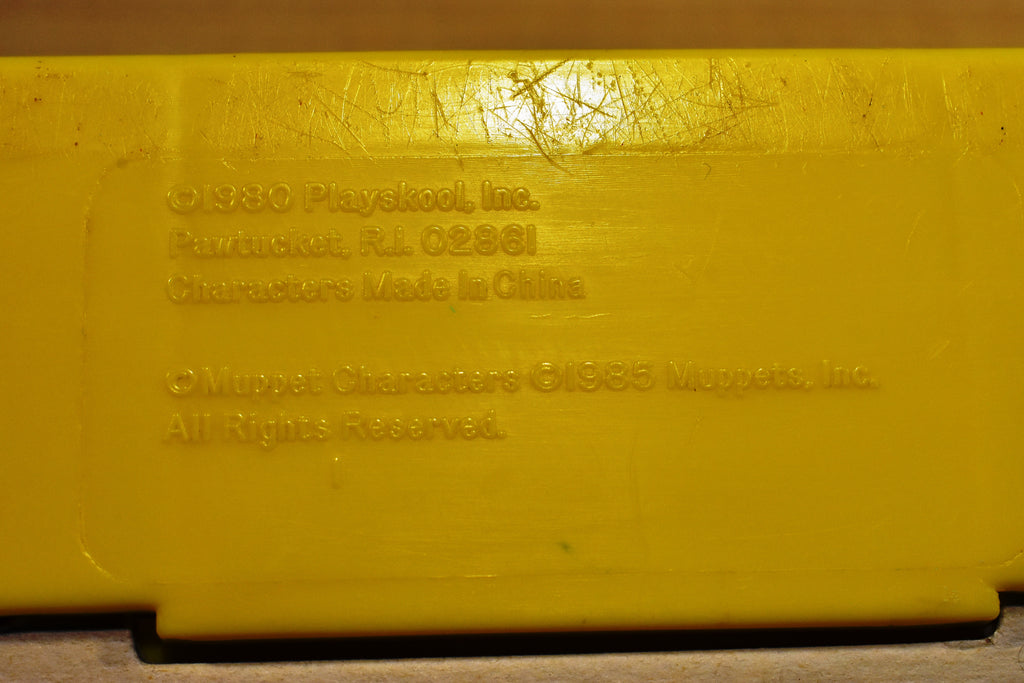 ©1980 Playskool, Inc.
Pawtucket, R.I. 02861
Characters Made In China
©Muppet Characters ©1985 Muppets, Inc.
All Rights Reserved.